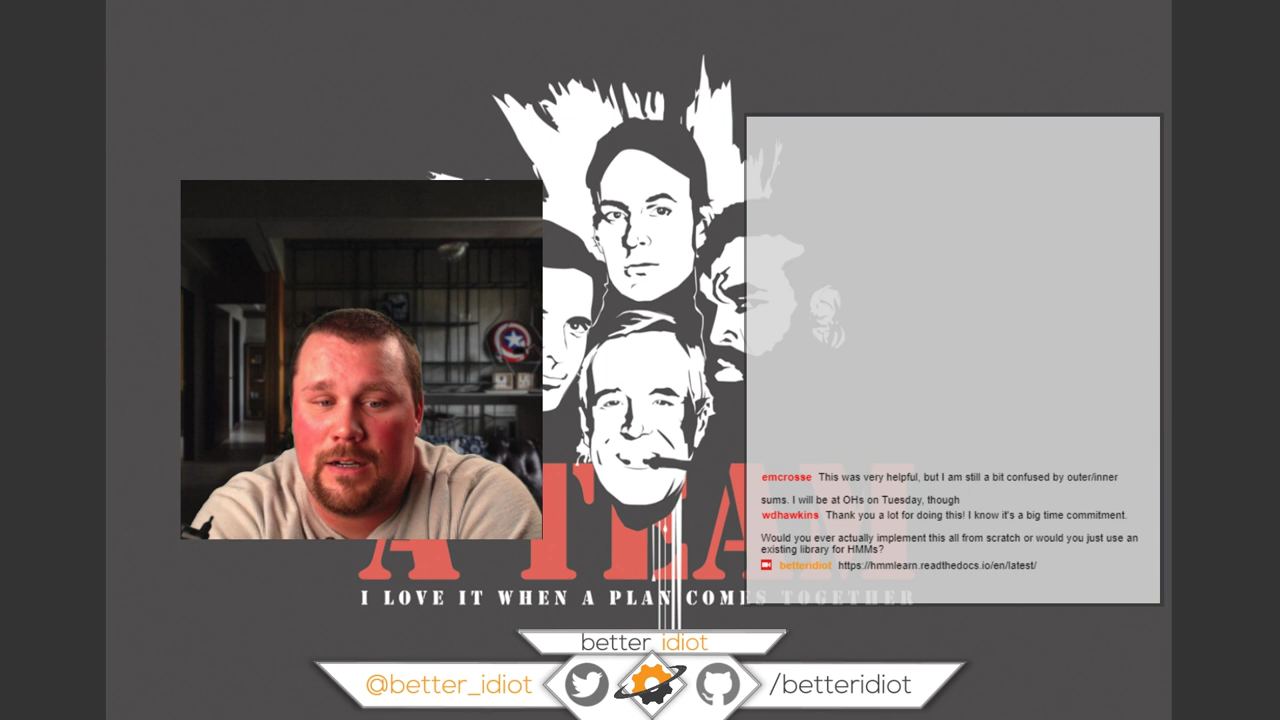 emcrosse This was very helpful, but I am still a bit confused by outer/inner
sums. I will be at OHs on Tuesday, though
wdhawkins Thank you a lot for doing this! I know it's a big time commitment.
Would you ever actually implement this all from scratch or would you just use an
existing library for HMMs?
betteridiot https://hmmlearn.readthedocs.io/en/latest/
A TEAM
I LOVE IT WHEN A PLAN COMES TOGETHER
better idiot
@better_idiot
/betteridiot